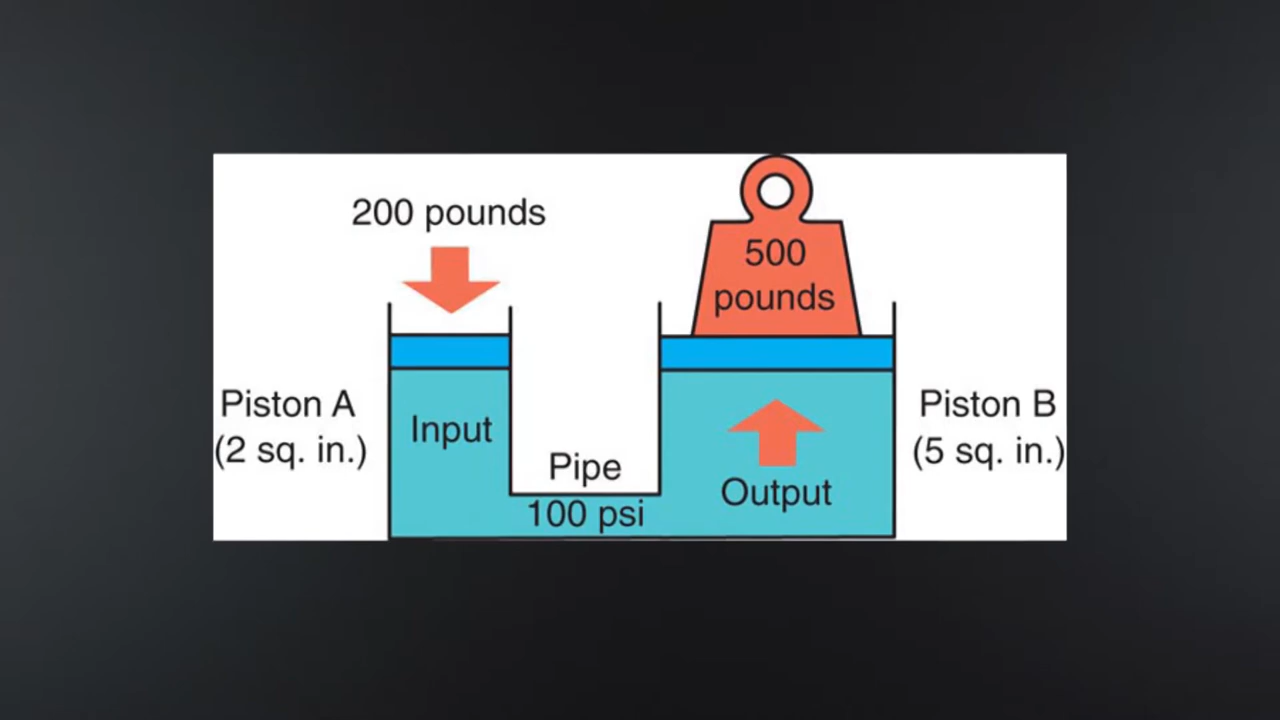 200 pounds
500
pounds
Piston A
(2 sq. in.)
Input
Pipe
100 psi
Output
Piston B
(5 sq. in.)